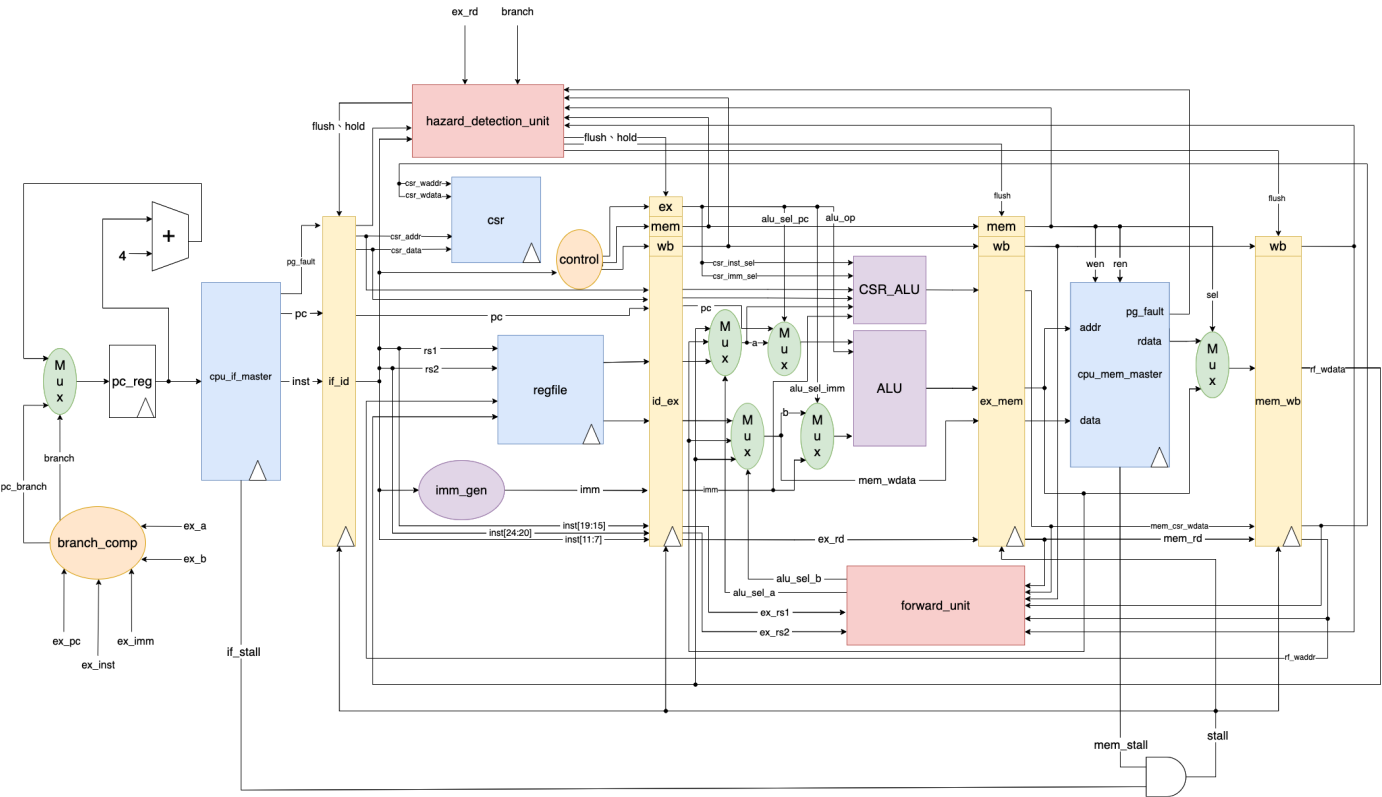 ex_rd
branch
hazard_detection_unit
flush、hold
flush、hold
csr_waddr
csr_wdata
csr
csr_addr
csr_data
control
ex
mem
wb
alu_sel_pc
alu_op
flush
mem
wb
flush
wb
+
4
pg_fault
pc
inst
cpu_if_master
pc_reg
Mux
branch
pc_branch
branch_comp
ex_a
ex_b
ex_pc
ex_inst
ex_imm
if_stall
if_id
pc
rs1
rs2
regfile
imm_gen
imm
inst[19:15]
inst[24:20]
inst[11:7]
id_ex
pc
csr_inst_sel
csr_imm_sel
CSR_ALU
Mux
a
Mux
alu_sel_imm
ALU
Mux
b
Mux
imm
mem_wdata
ex_rd
ex_mem
wen
ren
sel
addr
pg_fault
rdata
cpu_mem_master
data
Mux
mem_wb
rf_wdata
mem_csr_wdata
mem_rd
alu_sel_b
alu_sel_a
ex_rs1
ex_rs2
forward_unit
rf_waddr
mem_stall
stall